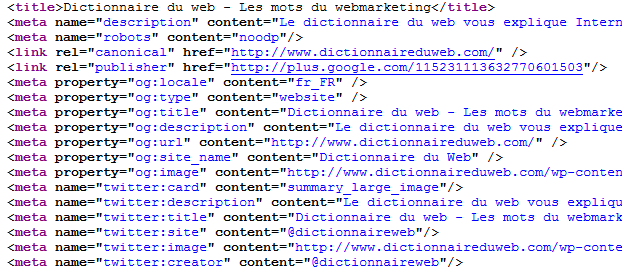 <title>Dictionnaire du web - Les mots du webmarketing</title>
<meta name="description" content="Le dictionnaire du web vous explique Intern
<meta name="robots" content="noodp"/>
<link rel="canonical" href="http://www.dictionnaireduweb.com/" />
<link rel="publisher" href="http://plus.google.com/115231113632770601503"/>
<meta property="og:locale" content="fr_FR" />
<meta property="og:type" content="website" />
<meta property="og:title" content="Dictionnaire du web - Les mots du webmarke
<meta property="og:description" content="Le dictionnaire du web vous explique
<meta property="og:url" content="http://www.dictionnaireduweb.com/" />
<meta property="og:site_name" content="Dictionnaire du Web" />
<meta property="og:image" content="http://www.dictionnaireduweb.com/wp-conten
<meta name="twitter:card" content="summary_large_image"/>
<meta name="twitter:description" content="Le dictionnaire du web vous expliqu
<meta name="twitter:title" content="Dictionnaire du web - Les mots du webmark
<meta name="twitter:site" content="@dictionnaireweb"/>
<meta name="twitter:image" content="http://www.dictionnaireduweb.com/wp-conte
<meta name="twitter:creator" content="@dictionnaireweb"/>